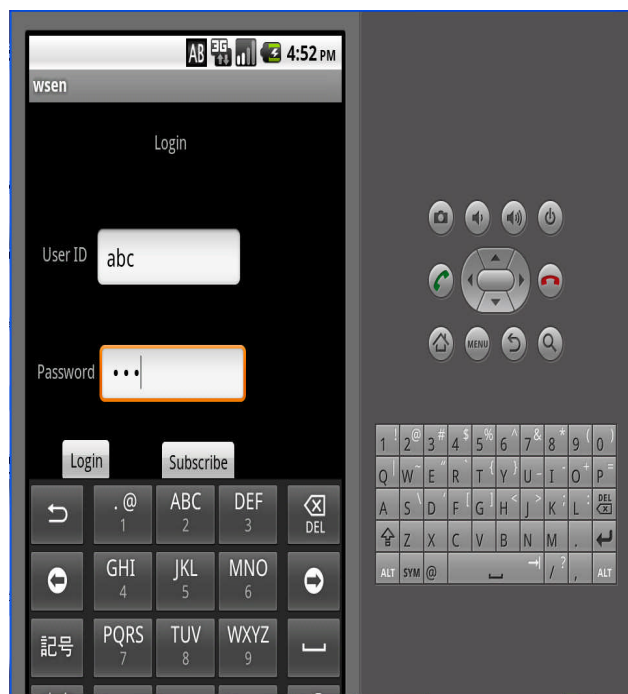 AB 3G 4:52 PM
wsen
Login
User ID abc
Password •••
Login Subscribe
. @ ABC DEF DEL
1 2 3
GHI JKL MNO
4 5 6
記号 PQRS TUV WXYZ
7 8 9
MENU
1 ! 2 @ 3 # 4 $ 5 % 6 ^ 7 & 8 * 9 ( 0 )
Q | W ~ E " R ` T { Y } U - I O + P =
A S \ D ' F [ G ] H < J > K ; L : DEL
Z X C V B N M .
ALT SYM @ / ? , ALT